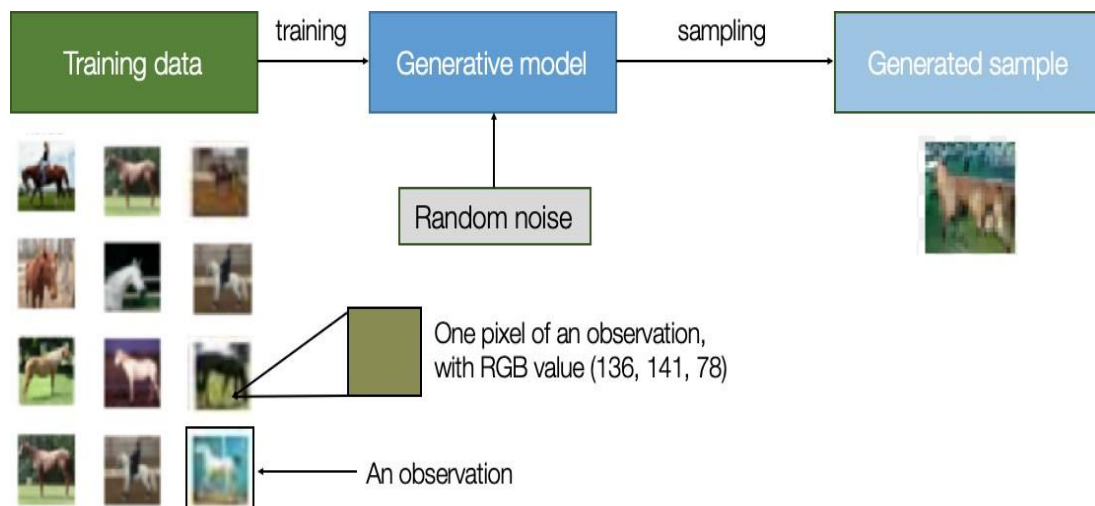 Training data
training
Generative model
sampling
Generated sample
Random noise
One pixel of an observation,
with RGB value (136, 141, 78)
An observation